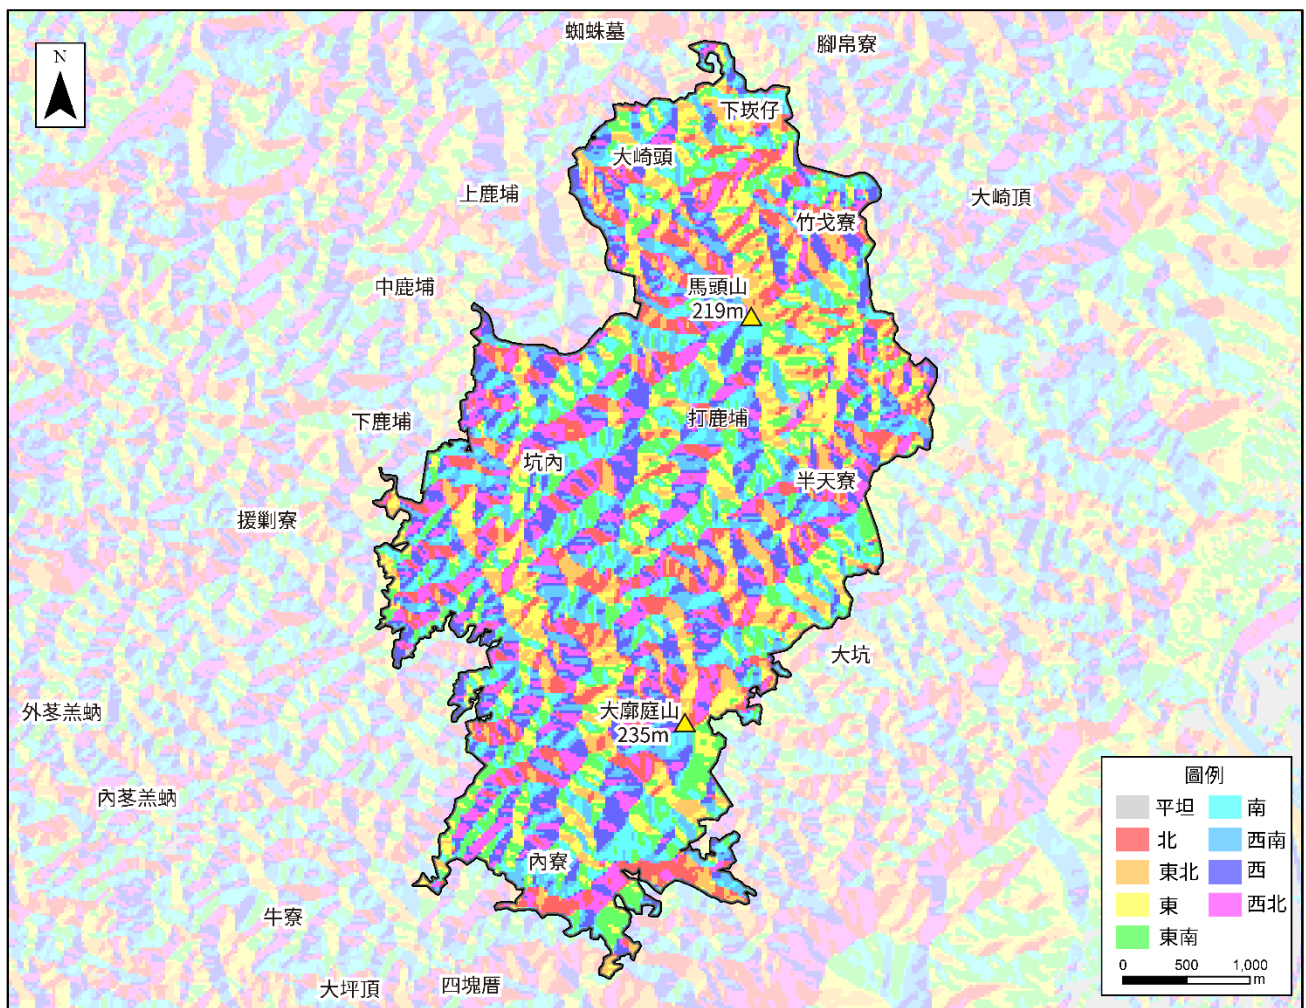 蜘蛛墓
腳帛寮
N
下崁仔
大崎頭
上鹿埔
大崎頂
竹戈寮
中鹿埔
馬頭山
219m
下鹿埔
打鹿埔
坑內
半天寮
援剿寮
大坑
外茎羔蚋
大廓庭山
235m
內茎羔蚋
內寮
牛寮
大坪頂
四塊厝
圖例
平坦
南
北
西南
東北
西
東
西北
東南
0
500
1,000
m